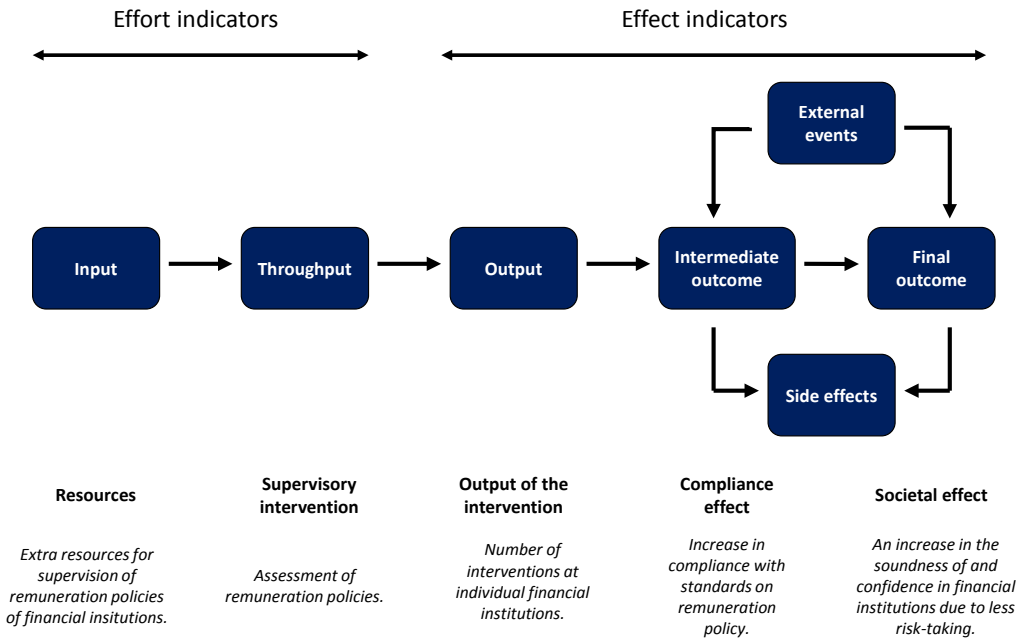 Effort indicators
Effect indicators
External
events
Input
Throughput
Output
Intermediate
outcome
Final
outcome
Side effects
Resources
Extra resources for
supervision of
remuneration policies
of financial insitutions.
Supervisory
intervention
Assessment of
remuneration policies.
Output of the
intervention
Number of
interventions at
individual financial
institutions.
Compliance
effect
Increase in
compliance with
standards on
remuneration
policy.
Societal effect
An increase in the
soundness of and
confidence in financial
institutions due to less
risk-taking.